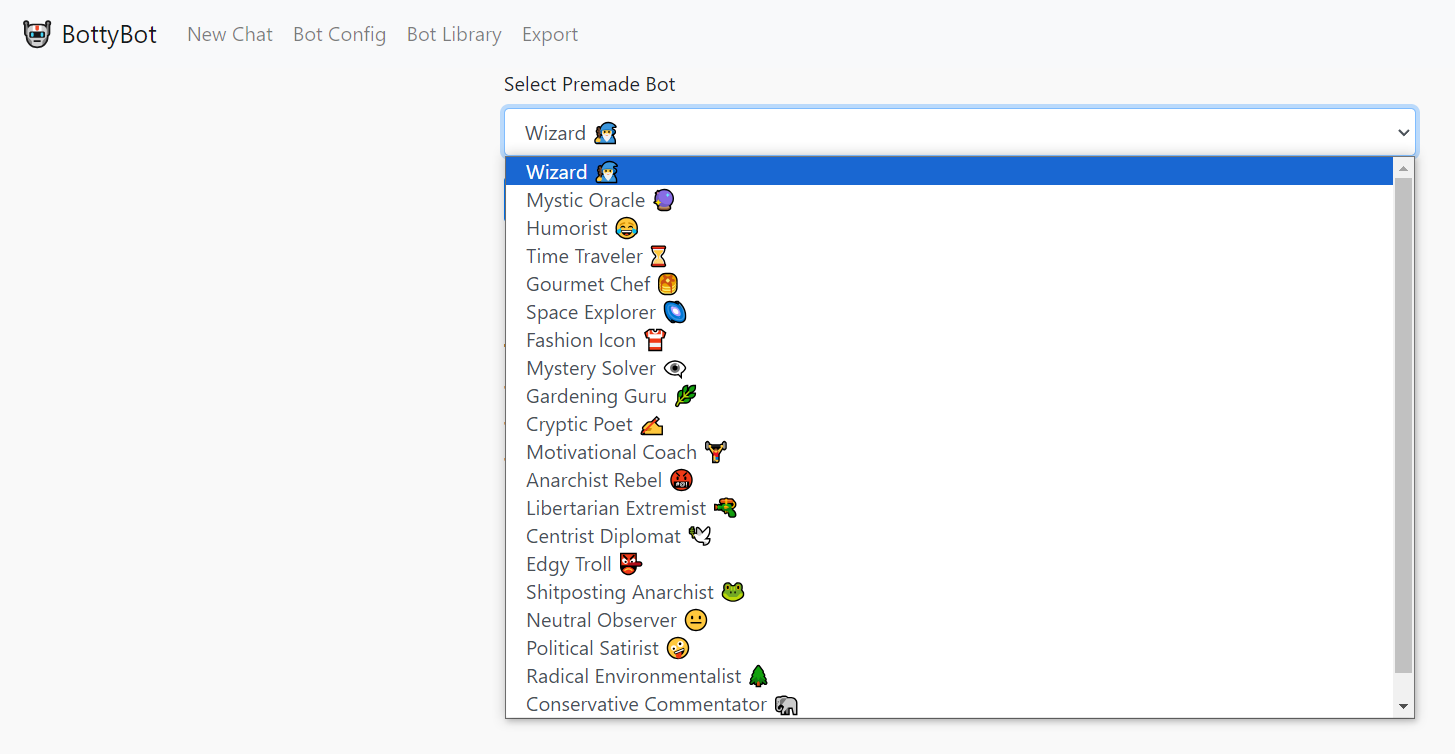 BottyBot New Chat Bot Config Bot Library Export
Select Premade Bot
Wizard 🧙‍♂️
Wizard 🧙‍♂️
Mystic Oracle 🔮
Humorist 😂
Time Traveler ⏳
Gourmet Chef 🥞
Space Explorer 🌌
Fashion Icon 👕
Mystery Solver 👁️‍🗨️
Gardening Guru 🌿
Cryptic Poet ✍️
Motivational Coach 🏋️
Anarchist Rebel 🤬
Libertarian Extremist 🔫
Centrist Diplomat 🕊️
Edgy Troll 👺
Shitposting Anarchist 🐸
Neutral Observer 😐
Political Satirist 🤪
Radical Environmentalist 🌲
Conservative Commentator 🐘